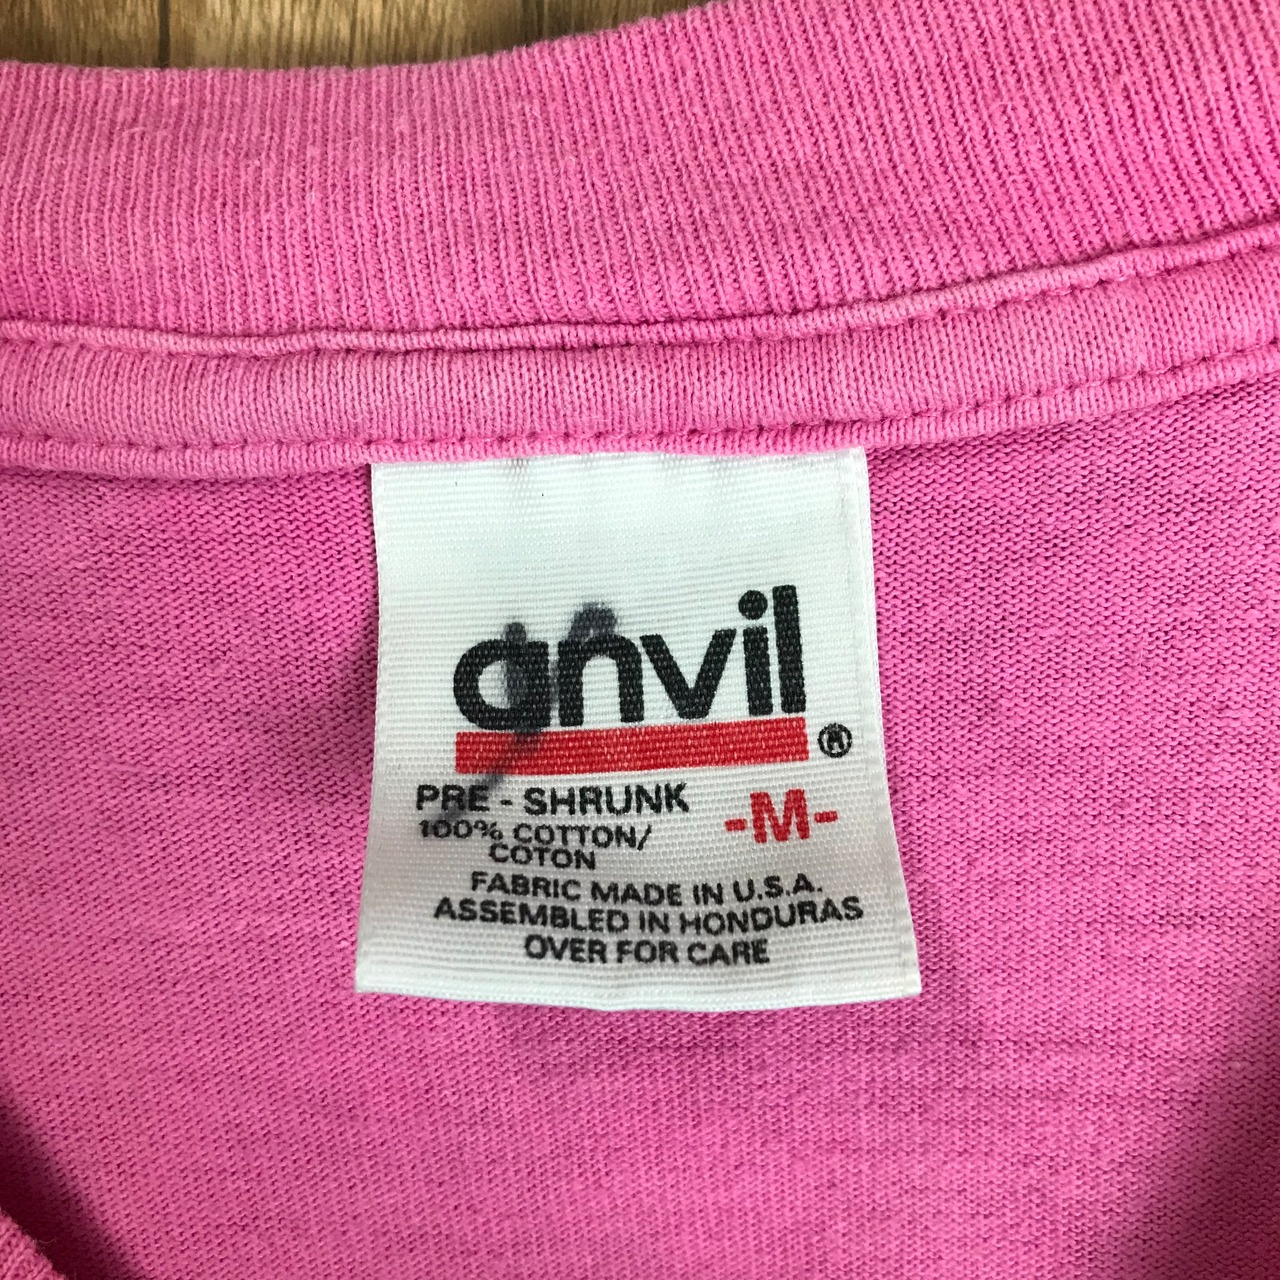 anvil®
PRE - SHRUNK
-M-
100% COTTON/
COTON
FABRIC MADE IN U.S.A.
ASSEMBLED IN HONDURAS
OVER FOR CARE